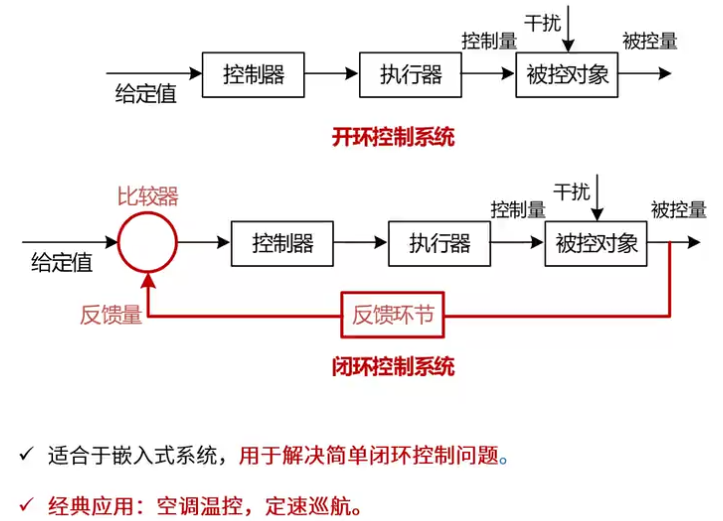 干扰
控制量
被控量
给定值
控制器
执行器
被控对象
开环控制系统
比较器
干扰
控制量
被控量
给定值
控制器
执行器
被控对象
反馈量
反馈环节
闭环控制系统
✓ 适合于嵌入式系统，用于解决简单闭环控制问题。
✓ 经典应用：空调温控，定速巡航。